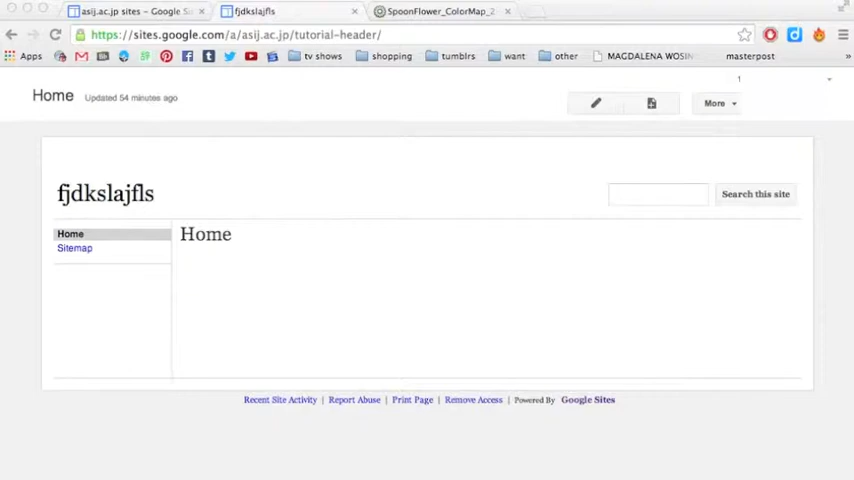 asij.ac.jp sites – Google Si
fjdkslajfls
SpoonFlower_ColorMap_2
https://sites.google.com/a/asij.ac.jp/tutorial-header/
Apps tv shows shopping tumblrs want other MAGDALENA WOSIN masterpost »
1
Home Updated 54 minutes ago
More
fjdkslajfls
Search this site
Home
Sitemap
Home
Recent Site Activity | Report Abuse | Print Page | Remove Access | Powered By Google Sites